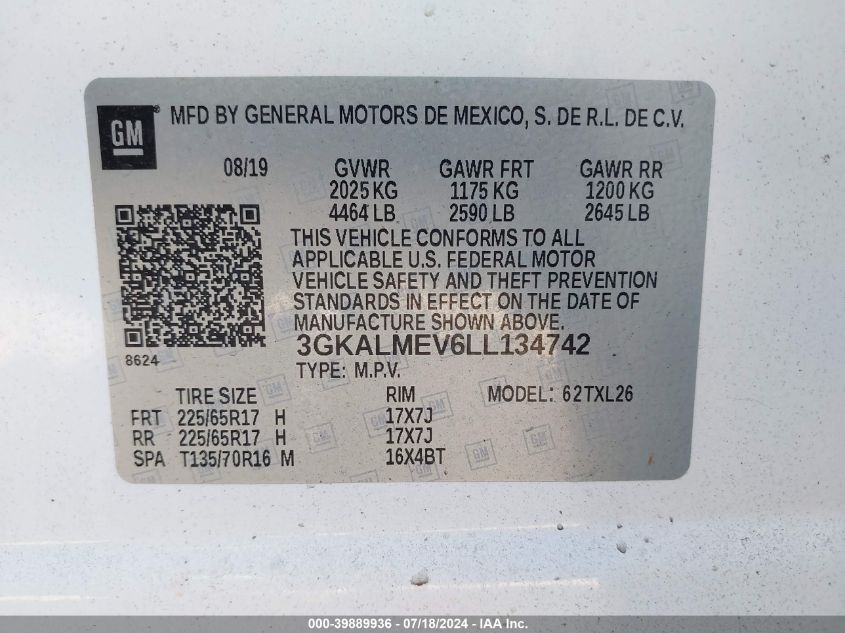 GM
MFD BY GENERAL MOTORS DE MEXICO, S. DE R.L. DE C.V.
08/19 GVWR GAWR FRT GAWR RR
2025 KG 1175 KG 1200 KG
4464 LB 2590 LB 2645 LB
THIS VEHICLE CONFORMS TO ALL
APPLICABLE U.S. FEDERAL MOTOR
VEHICLE SAFETY AND THEFT PREVENTION
STANDARDS IN EFFECT ON THE DATE OF
MANUFACTURE SHOWN ABOVE.
8624
3GKALMEV6LL134742
TYPE: M.P.V.
TIRE SIZE RIM MODEL: 62TXL26
FRT 225/65R17 H 17X7J
RR 225/65R17 H 17X7J
SPA T135/70R16 M 16X4BT
000-39889936 - 07/18/2024 - IAA Inc.